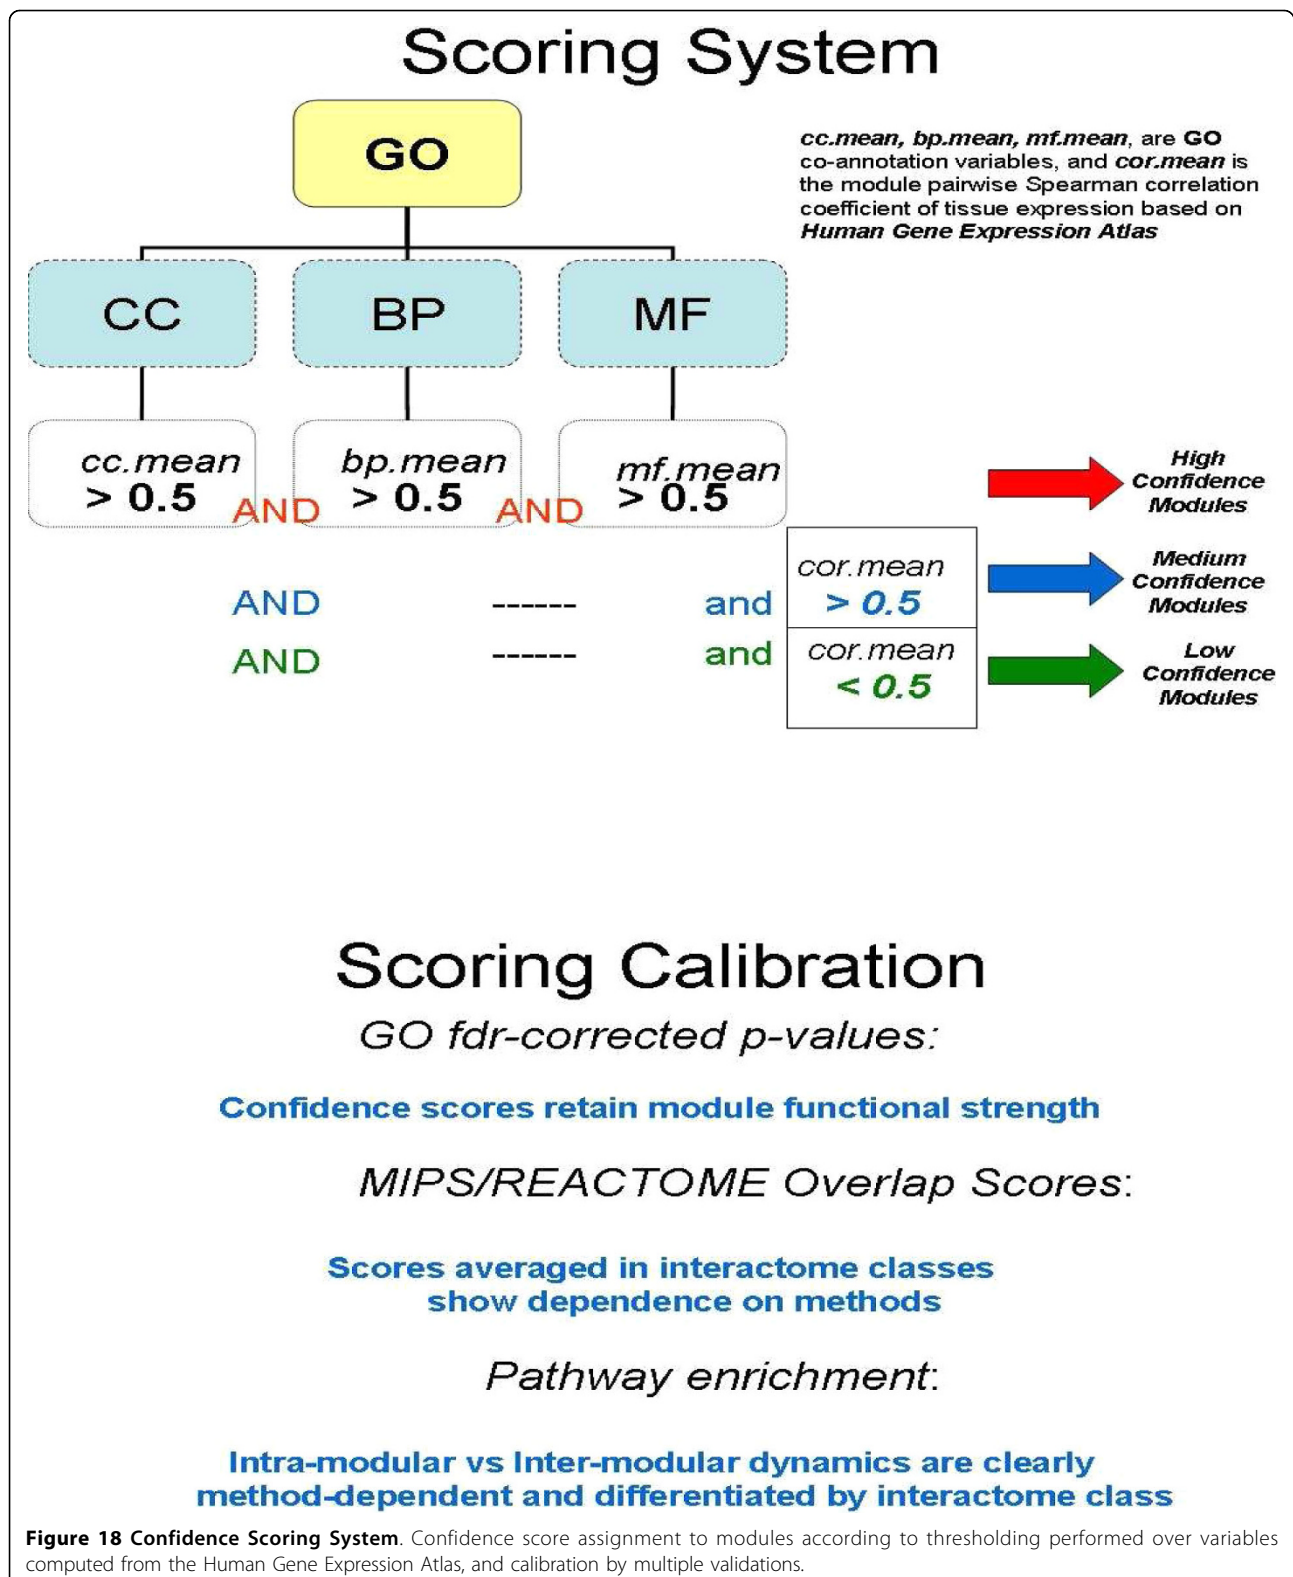 Scoring System
GO
cc.mean, bp.mean, mf.mean, are GO
co-annotation variables, and cor.mean is
the module pairwise Spearman correlation
coefficient of tissue expression based on
Human Gene Expression Atlas
CC
BP
MF
cc.mean
> 0.5
AND
bp.mean
> 0.5
AND
mf.mean
> 0.5
High
Confidence
Modules
AND
------
and
cor.mean
> 0.5
Medium
Confidence
Modules
AND
------
and
cor.mean
< 0.5
Low
Confidence
Modules
Scoring Calibration
GO fdr-corrected p-values:
Confidence scores retain module functional strength
MIPS/REACTOME Overlap Scores:
Scores averaged in interactome classes
show dependence on methods
Pathway enrichment:
Intra-modular vs Inter-modular dynamics are clearly
method-dependent and differentiated by interactome class
Figure 18 Confidence Scoring System. Confidence score assignment to modules according to thresholding performed over variables
computed from the Human Gene Expression Atlas, and calibration by multiple validations.